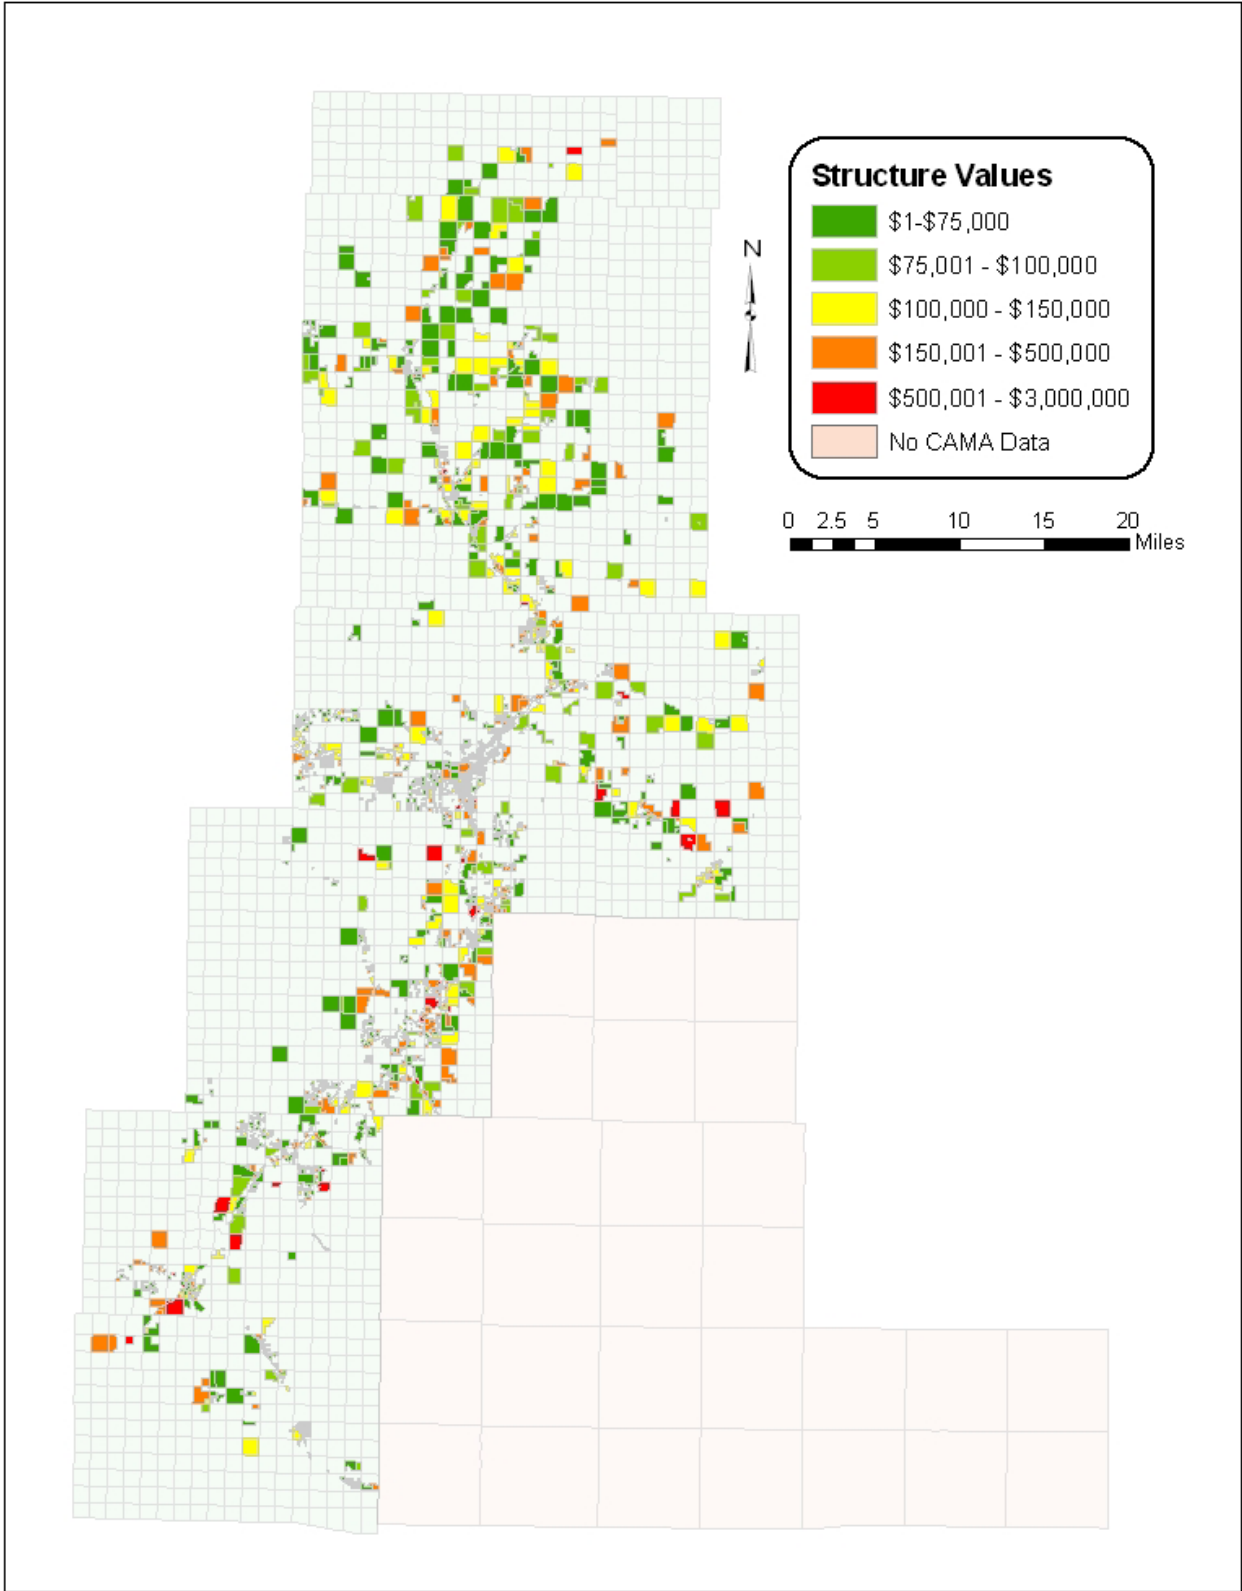 Structure Values
$1-$75,000
$75,001 - $100,000
$100,000 - $150,000
$150,001 - $500,000
$500,001 - $3,000,000
No CAMA Data
N
0 2.5 5 10 15 20
Miles